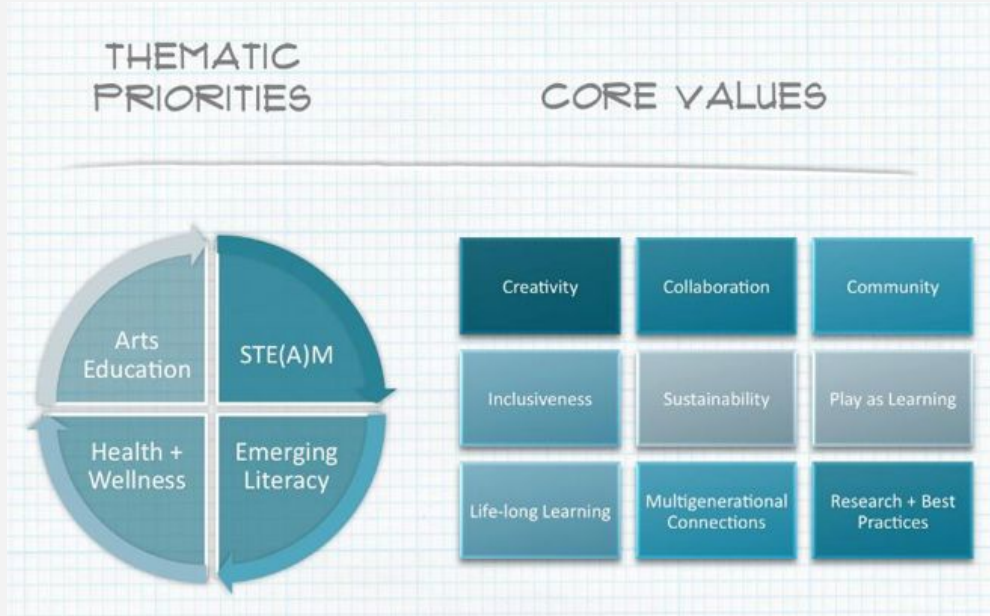 THEMATIC
PRIORITIES
CORE VALUES
Arts
Education
STE(A)M
Health +
Wellness
Emerging
Literacy
Creativity
Collaboration
Community
Inclusiveness
Sustainability
Play as Learning
Life-long Learning
Multigenerational
Connections
Research + Best
Practices